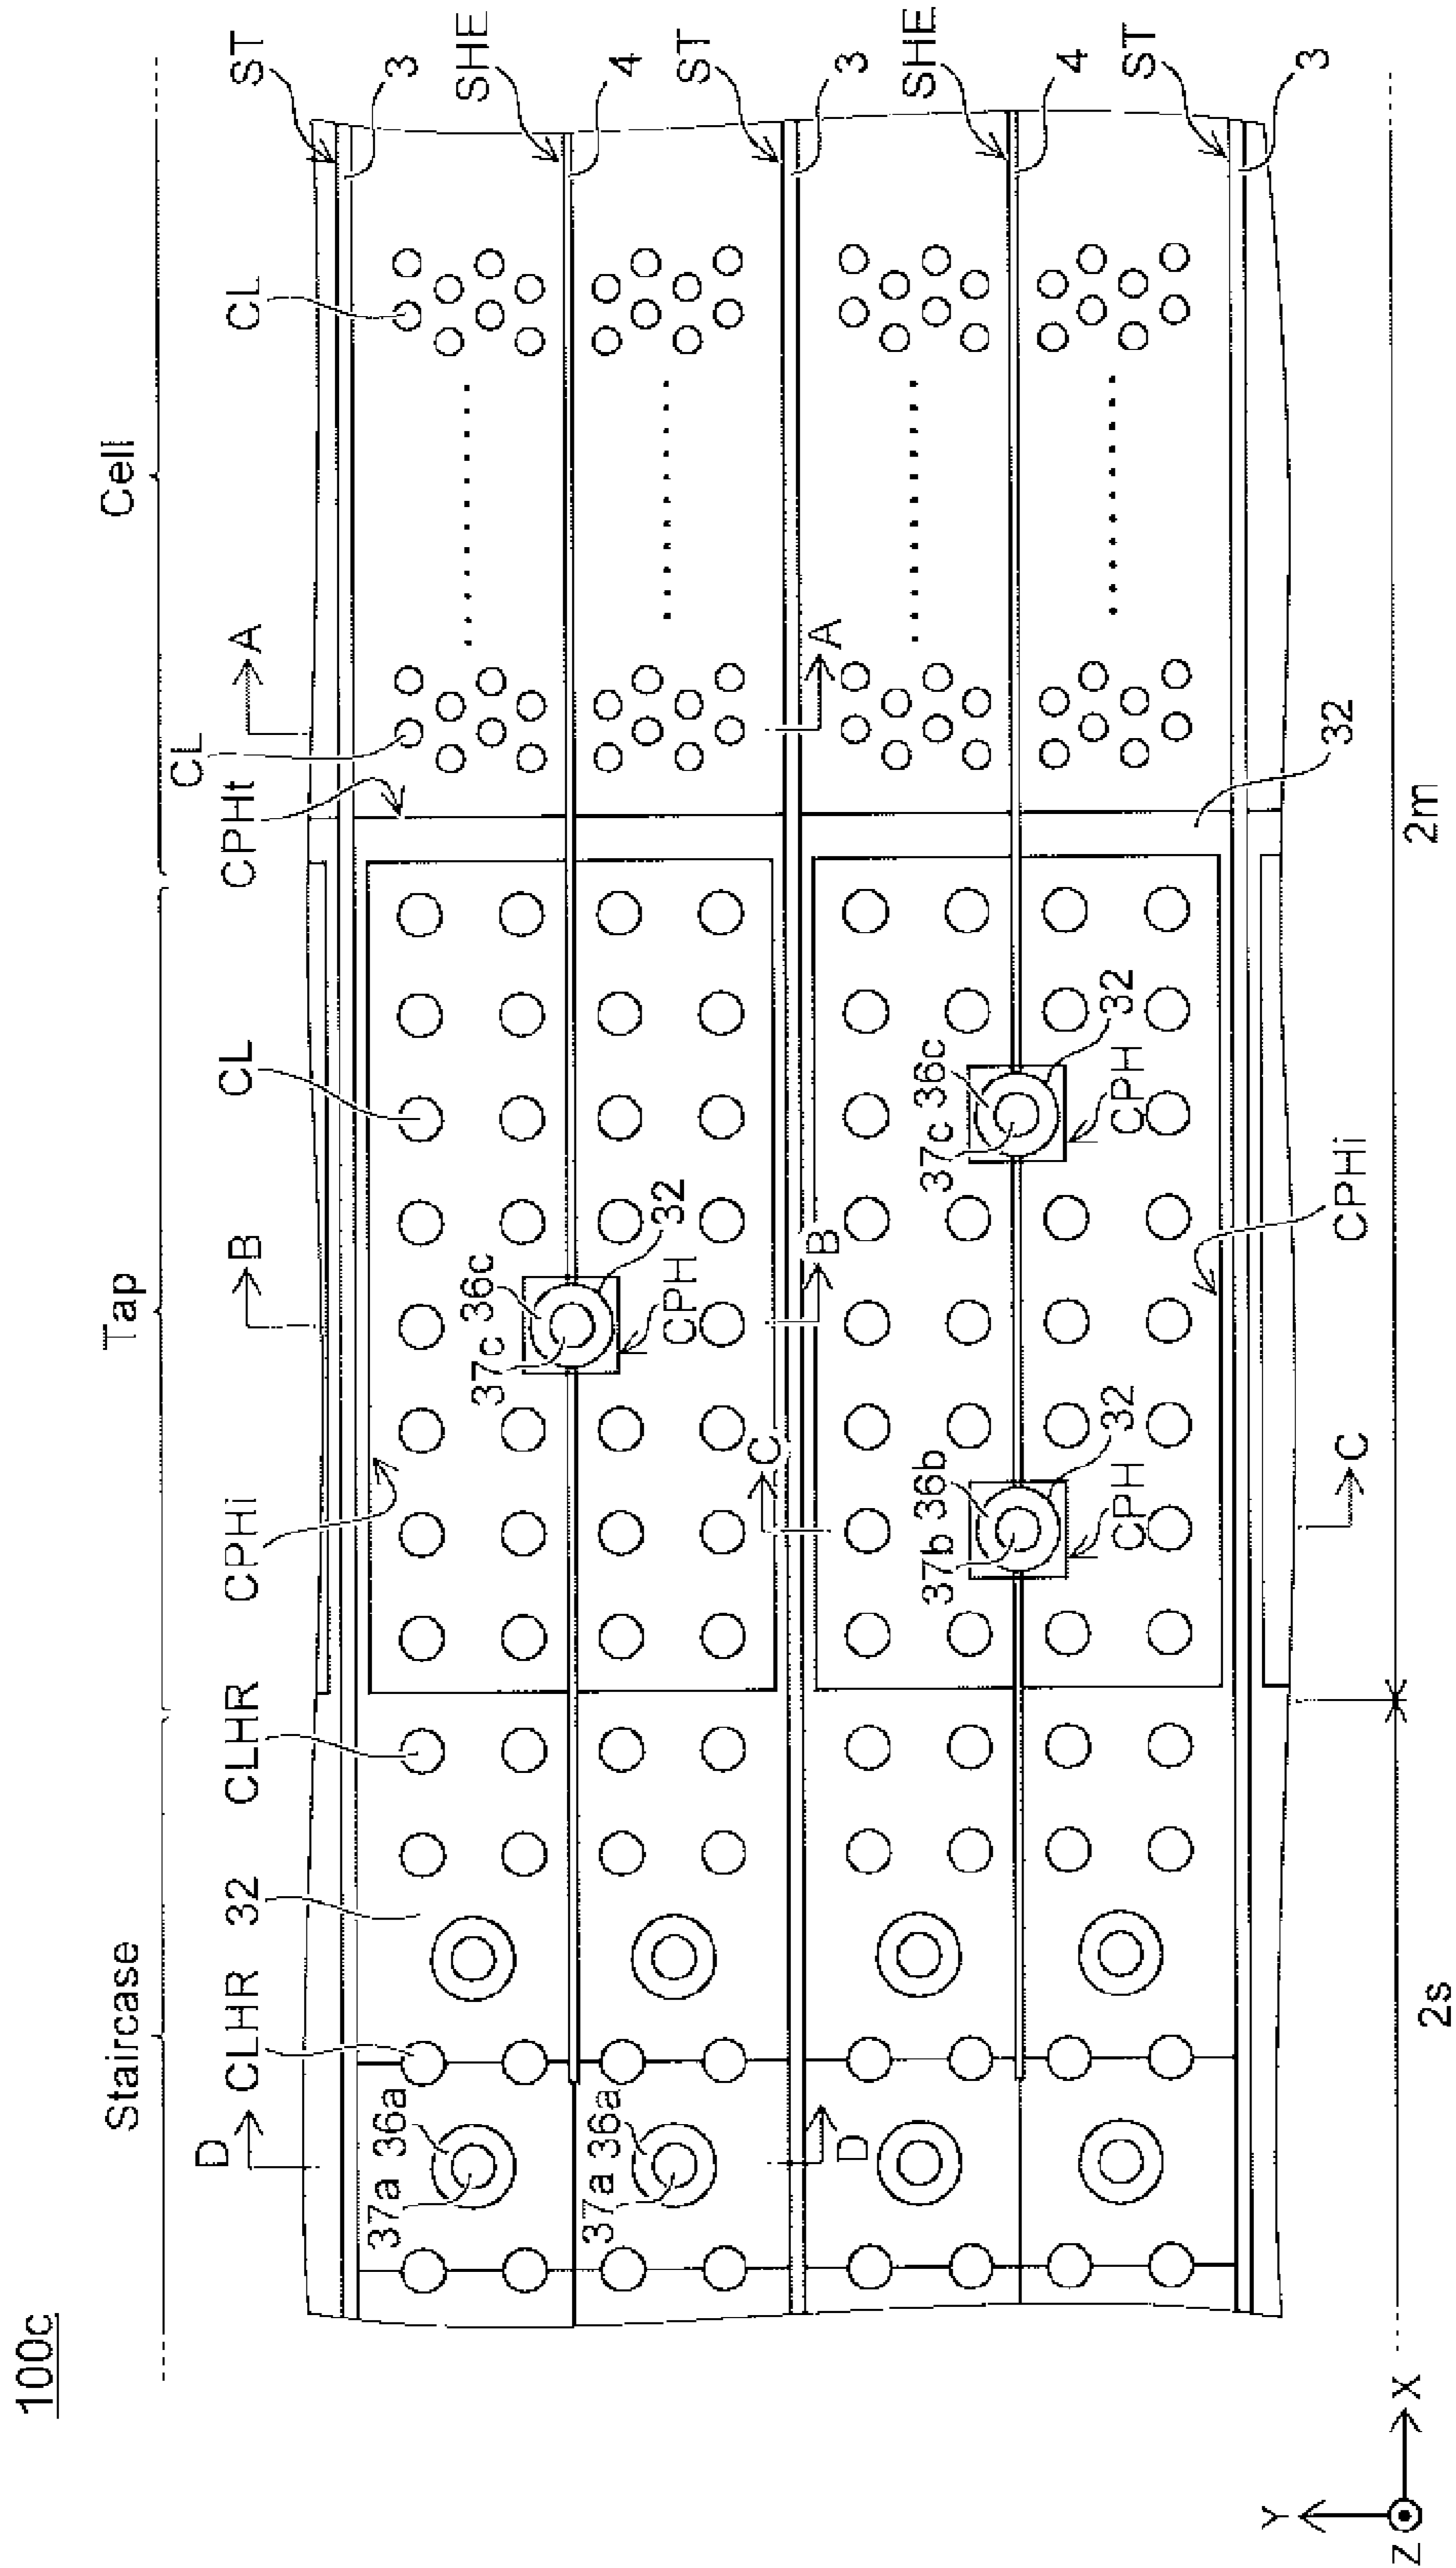 100c
Staircase
Tap
Cell
D
CLHR
32
CLHR
CPHi
B
CL
CPHt
CL
A
CL
ST
3
SHE
4
ST
3
SHE
4
ST
3
37a 36a
37a 36a
D
37c 36c
32
CPH
B
A
C
37b 36b
32
CPH
37c 36c
32
CPH
C
CPHi
32
2s
2m
Y
Z
X